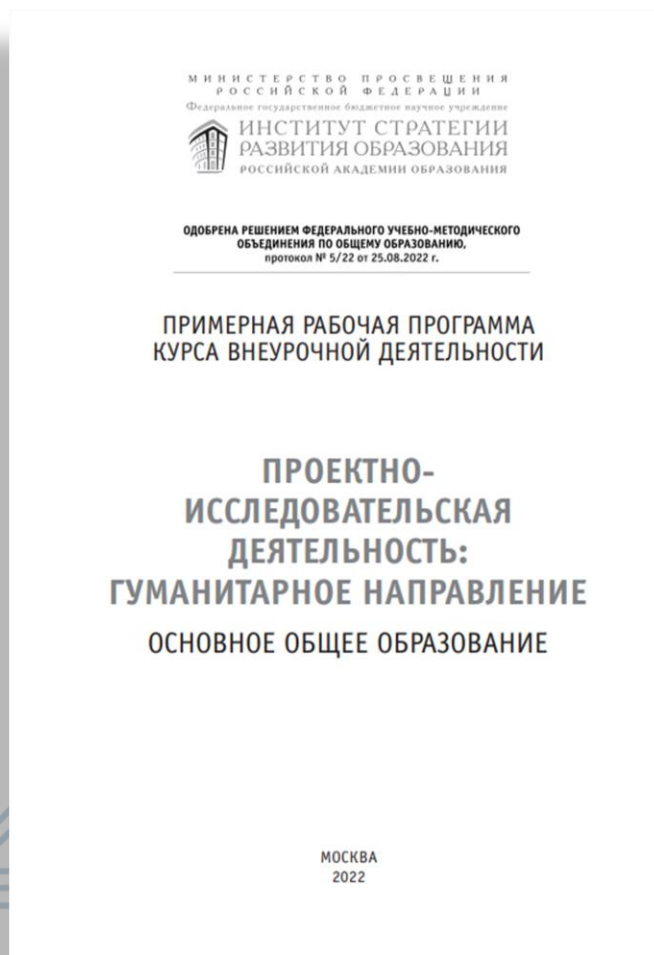 МИНИСТЕРСТВО ПРОСВЕЩЕНИЯ
РОССИЙСКОЙ ФЕДЕРАЦИИ
Федеральное государственное бюджетное научное учреждение
ИНСТИТУТ СТРАТЕГИИ
РАЗВИТИЯ ОБРАЗОВАНИЯ
РОССИЙСКОЙ АКАДЕМИИ ОБРАЗОВАНИЯ
ОДОБРЕНА РЕШЕНИЕМ ФЕДЕРАЛЬНОГО УЧЕБНО-МЕТОДИЧЕСКОГО
ОБЪЕДИНЕНИЯ ПО ОБЩЕМУ ОБРАЗОВАНИЮ,
протокол № 5/22 от 25.08.2022 г.
ПРИМЕРНАЯ РАБОЧАЯ ПРОГРАММА
КУРСА ВНЕУРОЧНОЙ ДЕЯТЕЛЬНОСТИ
ПРОЕКТНО-
ИССЛЕДОВАТЕЛЬСКАЯ
ДЕЯТЕЛЬНОСТЬ:
ГУМАНИТАРНОЕ НАПРАВЛЕНИЕ
ОСНОВНОЕ ОБЩЕЕ ОБРАЗОВАНИЕ
МОСКВА
2022